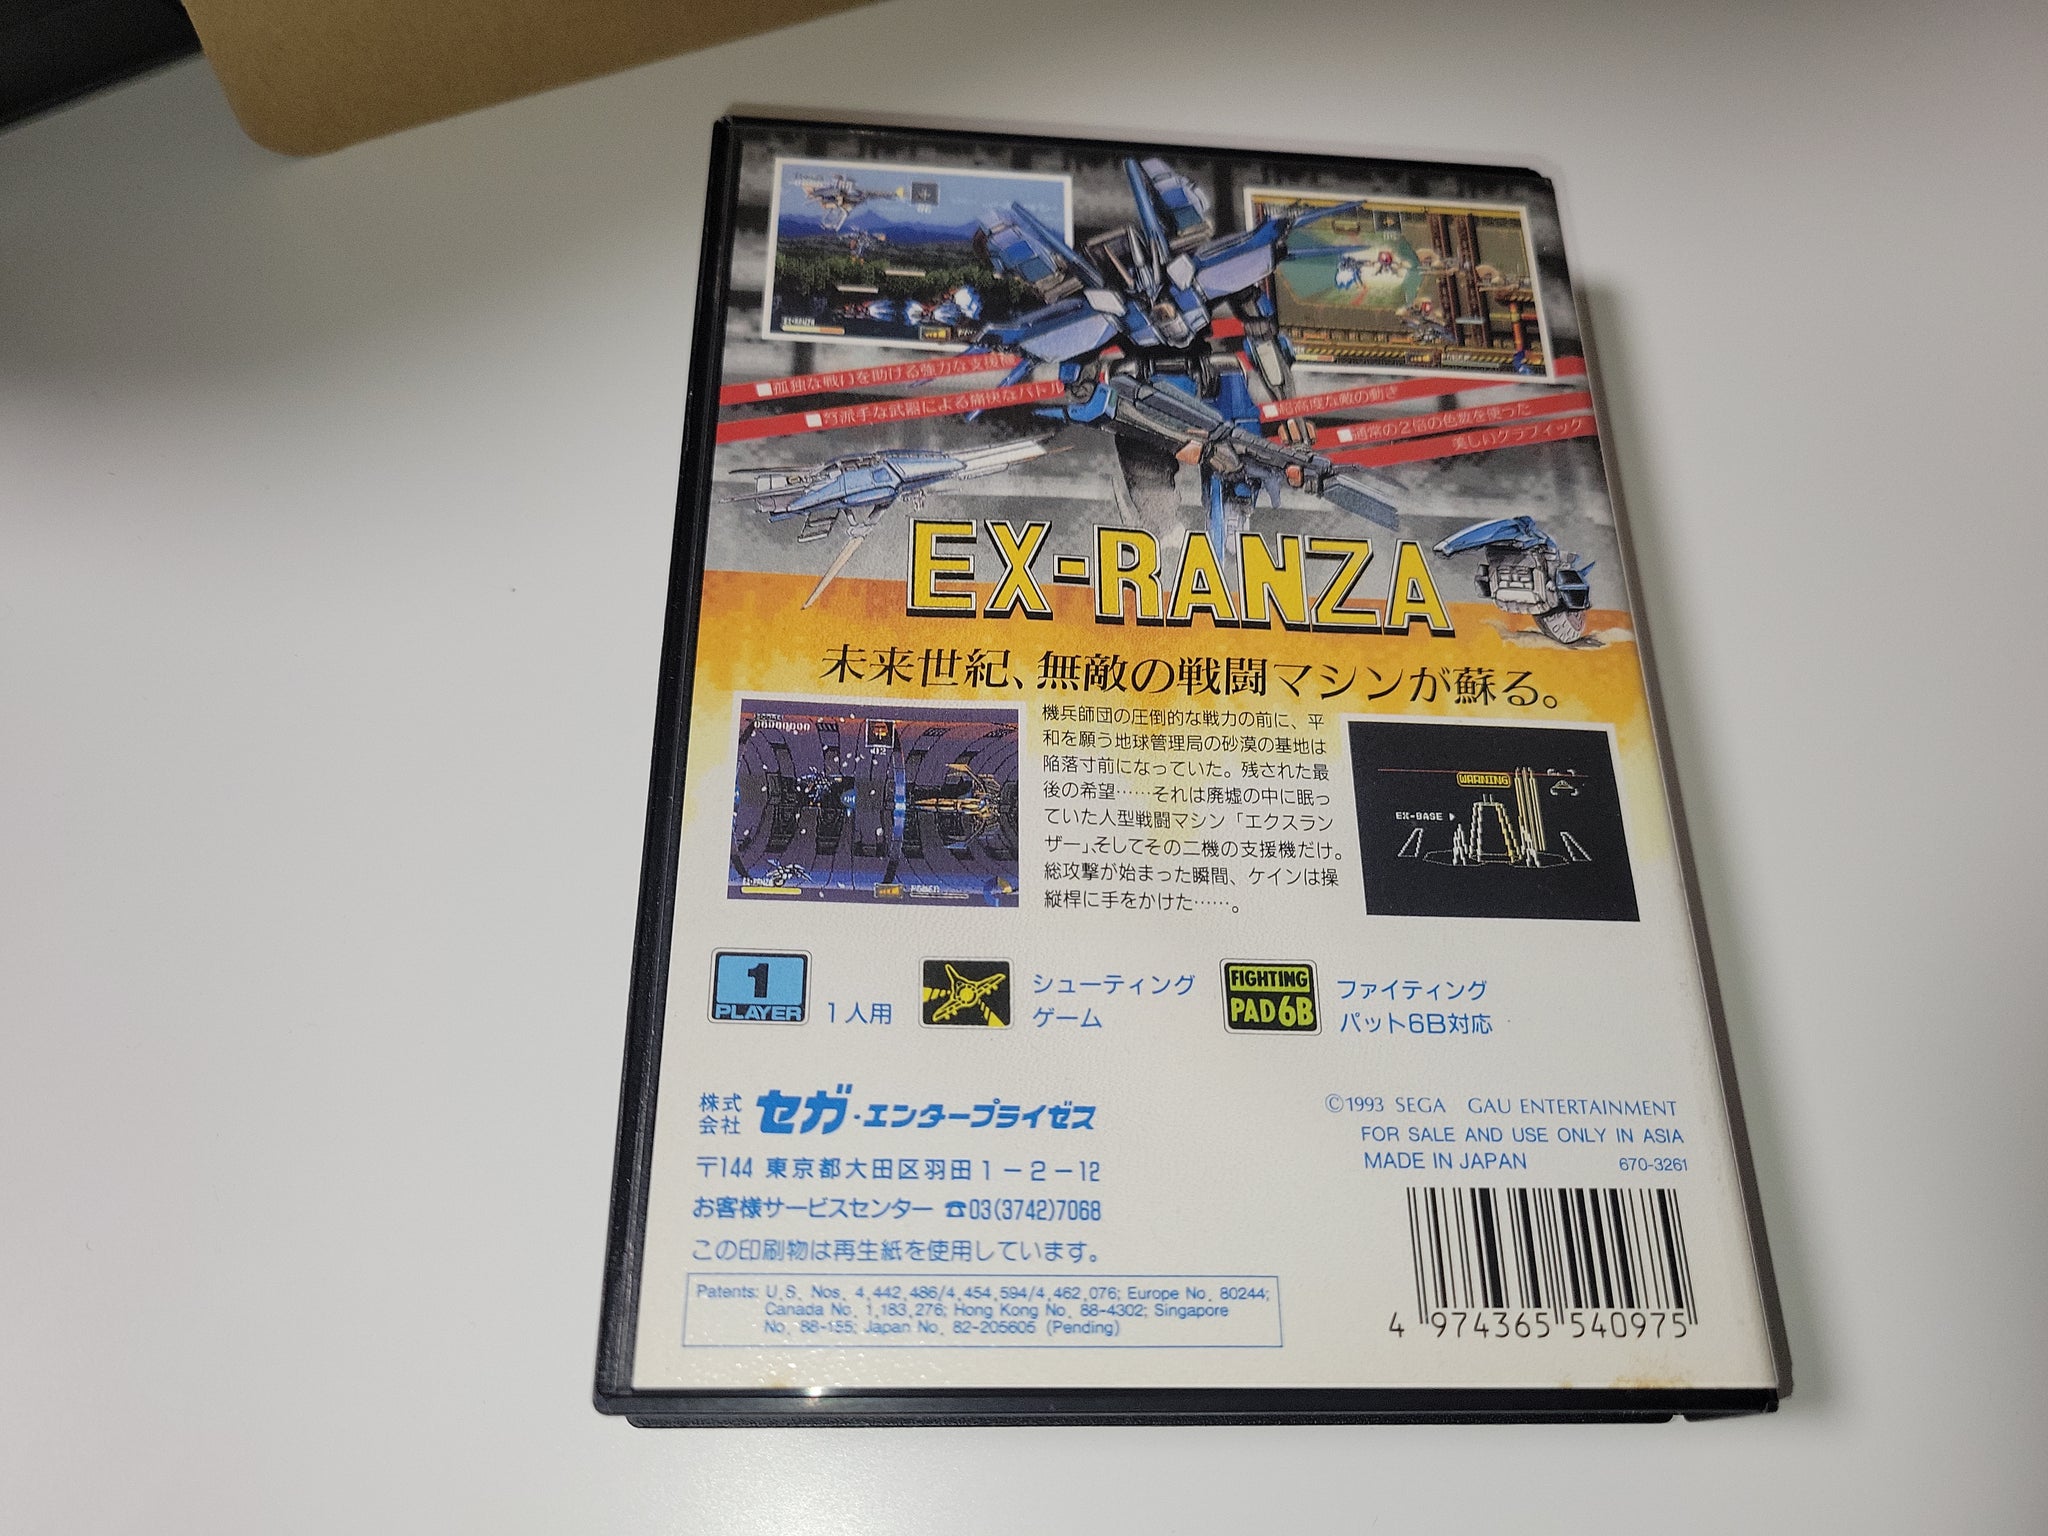 ■孤独な戦いを助ける強力な支援機
■超高度な敵の動き
■超派手な武器による痛快なバトル
■通常の2倍の色数を使った
美しいグラフィック
EX-RANZA
未来世紀、無敵の戦闘マシンが蘇る。
機兵師団の圧倒的な戦力の前に、平
和を願う地球管理局の砂漠の基地は
陥落寸前になっていた。残された最
後の希望……それは廃墟の中に眠っ
ていた人型戦闘マシン「エクスラン
ザー」、そしてその二機の支援機だけ。
総攻撃が始まった瞬間、ケインは操
縦桿に手をかけた……。
WARNING
EX-BASE
EX-RANZA
POWER
1
PLAYER
1人用
シューティング
ゲーム
FIGHTING
PAD 6B
ファイティング
パット6B対応
株式
会社
セガ・エンタープライゼス
〒144 東京都大田区羽田1-2-12
お客様サービスセンター ☎03(3742)7068
この印刷物は再生紙を使用しています。
Patents: U.S. Nos. 4,442,486/4,454,594/4,462,076; Europe No. 80244;
Canada No. 1,183,276; Hong Kong No. 88-4302; Singapore
No. 88-155; Japan No. 82-205605 (Pending)
©1993 SEGA GAU ENTERTAINMENT
FOR SALE AND USE ONLY IN ASIA
MADE IN JAPAN 670-3261
4 974365 540975